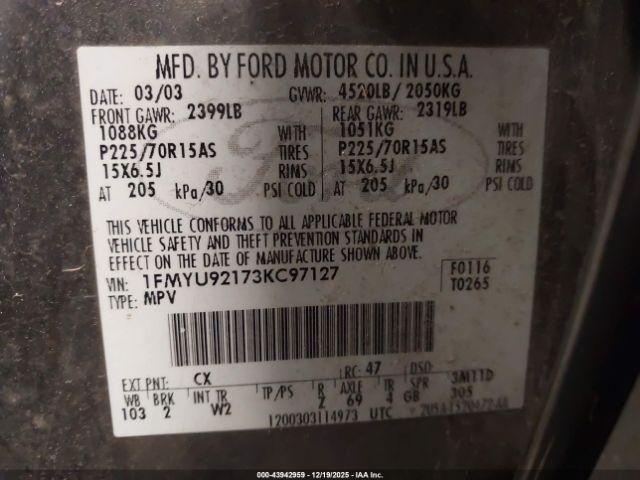 MFD. BY FORD MOTOR CO. IN U.S.A.
DATE: 03/03 GVWR: 4520LB/ 2050KG
FRONT GAWR: 2399LB REAR GAWR: 2319LB
1088KG WITH 1051KG WITH
P225/70R15AS TIRES P225/70R15AS TIRES
15X6.5J RIMS 15X6.5J RIMS
AT 205 kPa/30 PSI COLD AT 205 kPa/30 PSI COLD
THIS VEHICLE CONFORMS TO ALL APPLICABLE FEDERAL MOTOR
VEHICLE SAFETY AND THEFT PREVENTION STANDARDS IN
EFFECT ON THE DATE OF MANUFACTURE SHOWN ABOVE.
VIN: 1FMYU92173KC97127 F0116
TYPE: MPV T0265
EXT PNT: CX RC: 47 DSO:
WB BRK INT TR TP/PS R AXLE TR SPR 3M11D
103 2 W2 2 69 4 GB 305
1200303114973 UTC
000-43942959 | 12/19/2025 - IAA Corp.